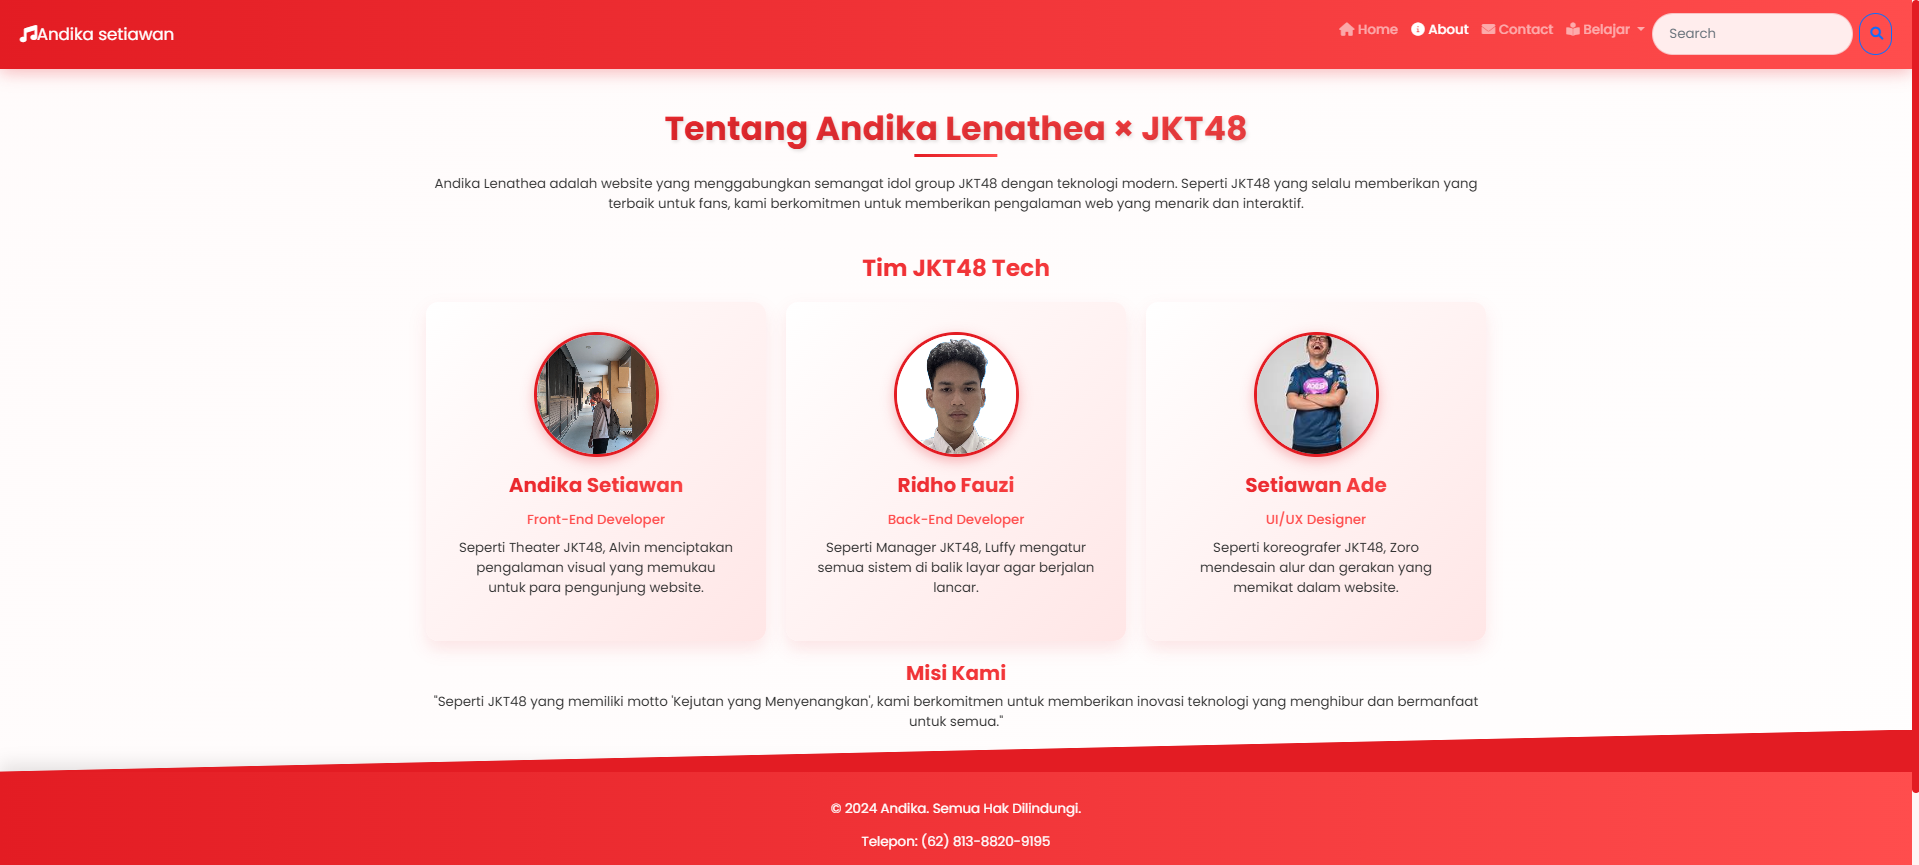 Andika setiawan
Home
About
Contact
Belajar
Search
Tentang Andika Lenathea × JKT48
Andika Lenathea adalah website yang menggabungkan semangat idol group JKT48 dengan teknologi modern. Seperti JKT48 yang selalu memberikan yang
terbaik untuk fans, kami berkomitmen untuk memberikan pengalaman web yang menarik dan interaktif.
Tim JKT48 Tech
Andika Setiawan
Front-End Developer
Seperti Theater JKT48, Alvin menciptakan
pengalaman visual yang memukau
untuk para pengunjung website.
Ridho Fauzi
Back-End Developer
Seperti Manager JKT48, Luffy mengatur
semua sistem di balik layar agar berjalan
lancar.
Setiawan Ade
UI/UX Designer
Seperti koreografer JKT48, Zoro
mendesain alur dan gerakan yang
memikat dalam website.
Misi Kami
"Seperti JKT48 yang memiliki motto 'Kejutan yang Menyenangkan', kami berkomitmen untuk memberikan inovasi teknologi yang menghibur dan bermanfaat
untuk semua."
© 2024 Andika. Semua Hak Dilindungi.
Telepon: (62) 813-8820-9195